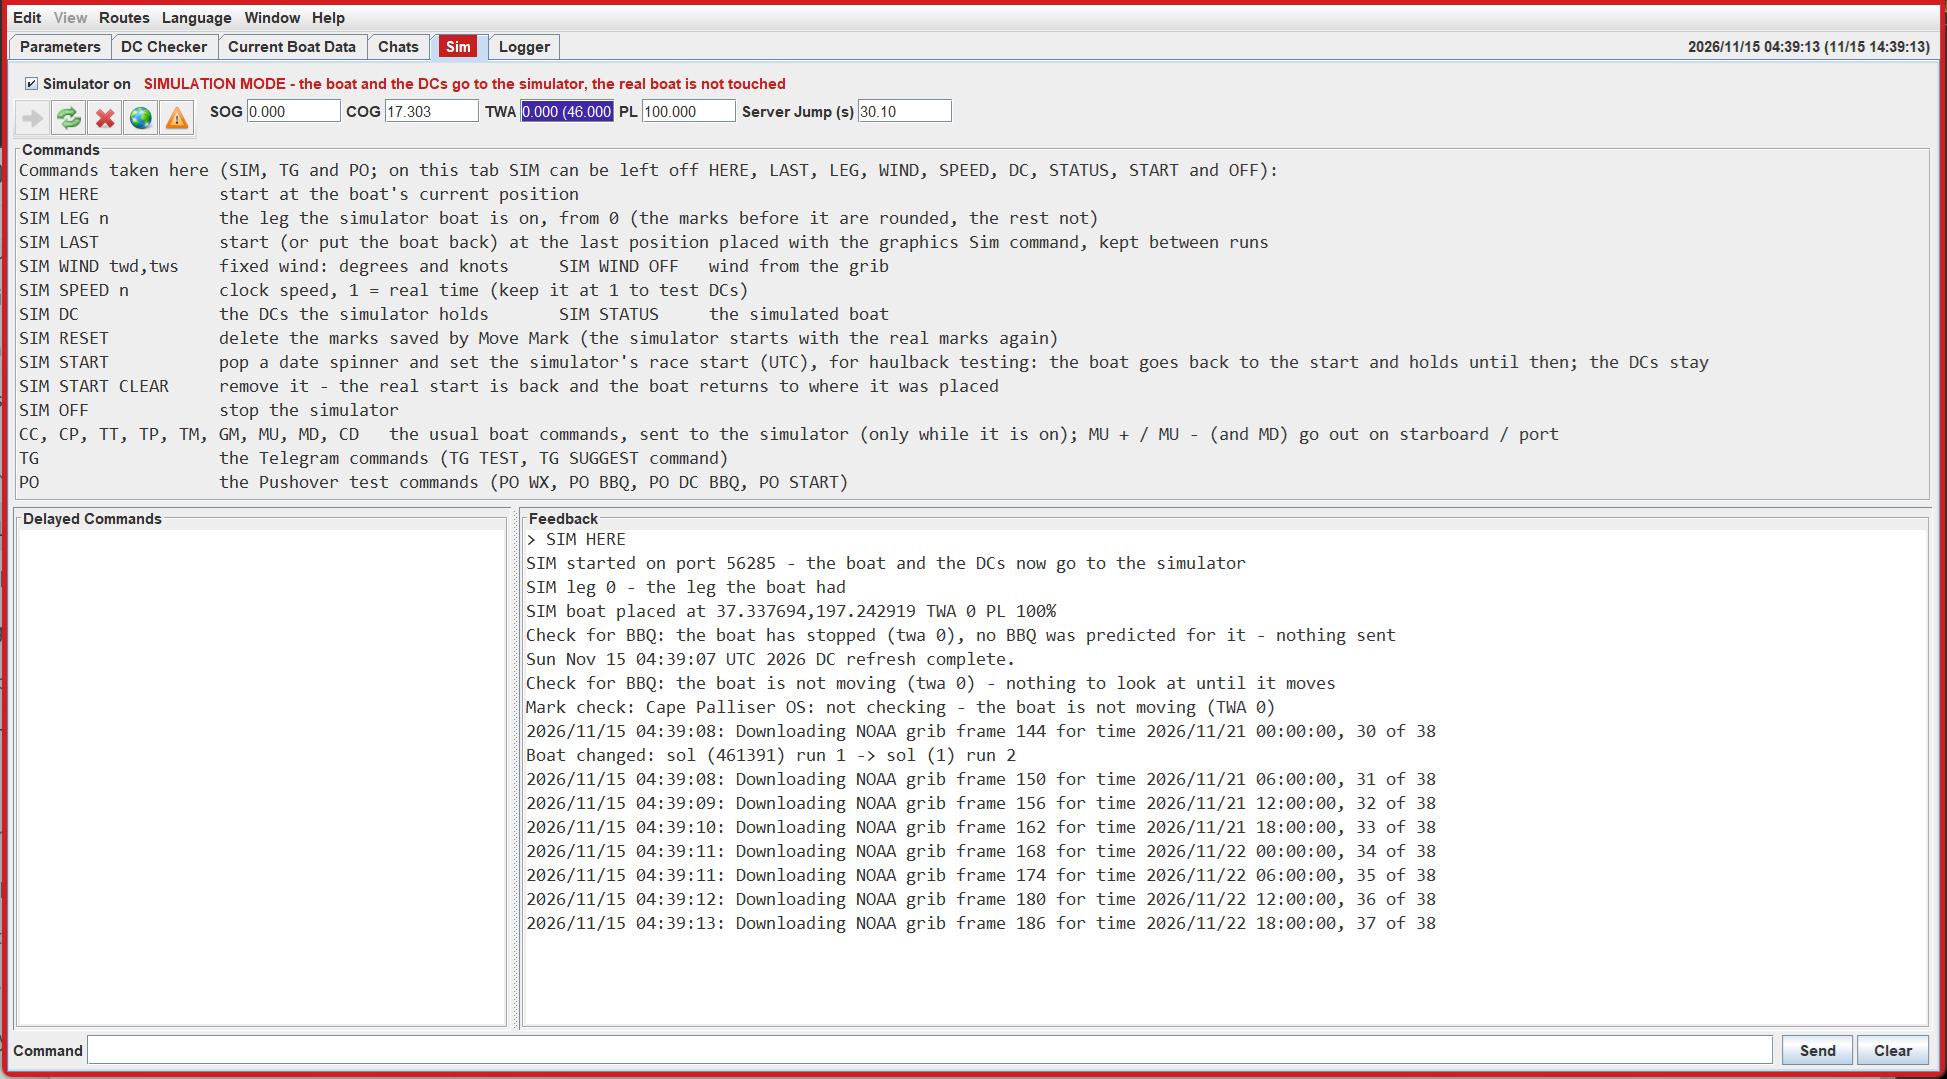 Edit View Routes Language Window Help
Parameters DC Checker Current Boat Data Chats Sim Logger 2026/11/15 04:39:13 (11/15 14:39:13)
Simulator on SIMULATION MODE - the boat and the DCs go to the simulator, the real boat is not touched
SOG 0.000 COG 17.303 TWA 0.000 (46.000 PL 100.000 Server Jump (s) 30.10
Commands
Commands taken here (SIM, TG and PO; on this tab SIM can be left off HERE, LAST, LEG, WIND, SPEED, DC, STATUS, START and OFF):
SIM HERE start at the boat's current position
SIM LEG n the leg the simulator boat is on, from 0 (the marks before it are rounded, the rest not)
SIM LAST start (or put the boat back) at the last position placed with the graphics Sim command, kept between runs
SIM WIND twd,tws fixed wind: degrees and knots SIM WIND OFF wind from the grib
SIM SPEED n clock speed, 1 = real time (keep it at 1 to test DCs)
SIM DC the DCs the simulator holds SIM STATUS the simulated boat
SIM RESET delete the marks saved by Move Mark (the simulator starts with the real marks again)
SIM START pop a date spinner and set the simulator's race start (UTC), for haulback testing: the boat goes back to the start and holds until then; the DCs stay
SIM START CLEAR remove it - the real start is back and the boat returns to where it was placed
SIM OFF stop the simulator
CC, CP, TT, TP, TM, GM, MU, MD, CD the usual boat commands, sent to the simulator (only while it is on); MU + / MU - (and MD) go out on starboard / port
TG the Telegram commands (TG TEST, TG SUGGEST command)
PO the Pushover test commands (PO WX, PO BBQ, PO DC BBQ, PO START)
Delayed Commands
Feedback
> SIM HERE
SIM started on port 56285 - the boat and the DCs now go to the simulator
SIM leg 0 - the leg the boat had
SIM boat placed at 37.337694,197.242919 TWA 0 PL 100%
Check for BBQ: the boat has stopped (twa 0), no BBQ was predicted for it - nothing sent
Sun Nov 15 04:39:07 UTC 2026 DC refresh complete.
Check for BBQ: the boat is not moving (twa 0) - nothing to look at until it moves
Mark check: Cape Palliser OS: not checking - the boat is not moving (TWA 0)
2026/11/15 04:39:08: Downloading NOAA grib frame 144 for time 2026/11/21 00:00:00, 30 of 38
Boat changed: sol (461391) run 1 -> sol (1) run 2
2026/11/15 04:39:08: Downloading NOAA grib frame 150 for time 2026/11/21 06:00:00, 31 of 38
2026/11/15 04:39:09: Downloading NOAA grib frame 156 for time 2026/11/21 12:00:00, 32 of 38
2026/11/15 04:39:10: Downloading NOAA grib frame 162 for time 2026/11/21 18:00:00, 33 of 38
2026/11/15 04:39:11: Downloading NOAA grib frame 168 for time 2026/11/22 00:00:00, 34 of 38
2026/11/15 04:39:11: Downloading NOAA grib frame 174 for time 2026/11/22 06:00:00, 35 of 38
2026/11/15 04:39:12: Downloading NOAA grib frame 180 for time 2026/11/22 12:00:00, 36 of 38
2026/11/15 04:39:13: Downloading NOAA grib frame 186 for time 2026/11/22 18:00:00, 37 of 38
Command Send Clear